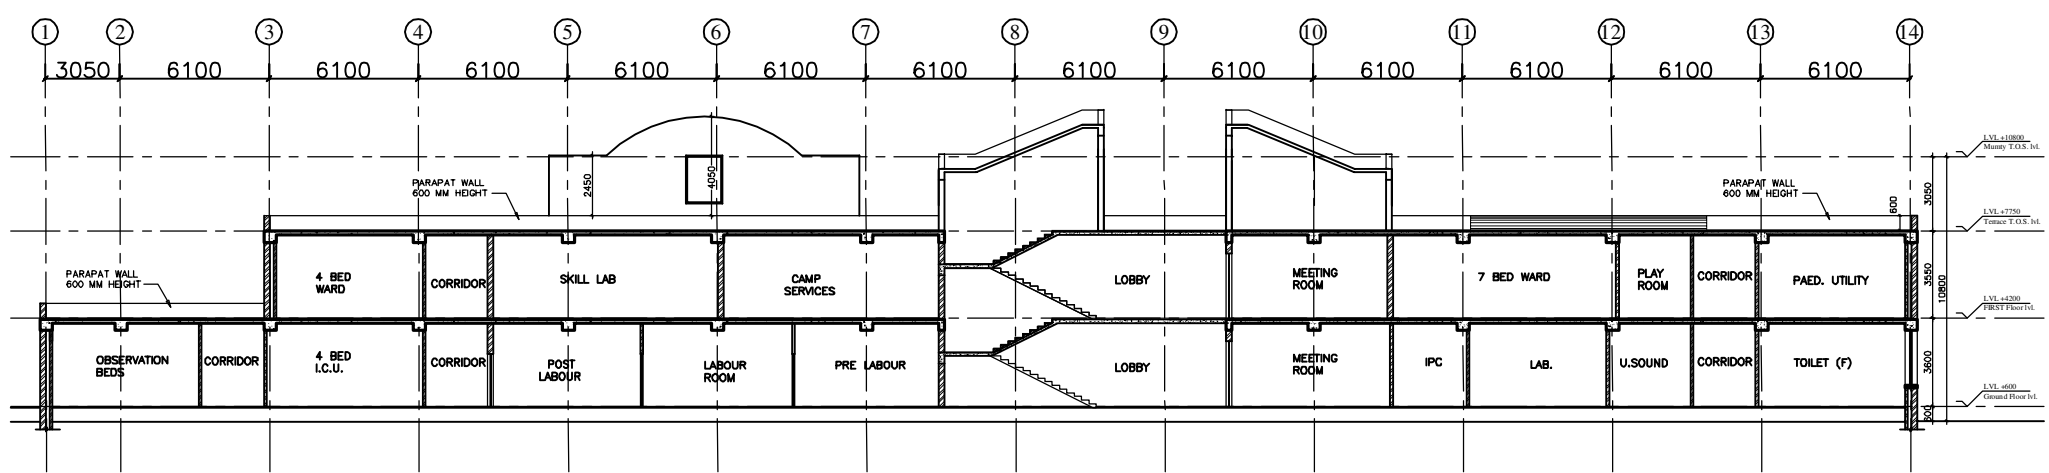 1 2 3 4 5 6 7 8 9 10 11 12 13 14
3050 6100 6100 6100 6100 6100 6100 6100 6100 6100 6100 6100 6100
LVL +10800
Mumty T.O.S. lvl.
PARAPAT WALL
600 MM HEIGHT
2450
4050
PARAPAT WALL
600 MM HEIGHT
600
3050
LVL +7750
Terrace T.O.S. lvl.
PARAPAT WALL
600 MM HEIGHT
4 BED
WARD
CORRIDOR
SKILL LAB
CAMP
SERVICES
LOBBY
MEETING
ROOM
7 BED WARD
PLAY
ROOM
CORRIDOR
PAED. UTILITY
3550
10800
LVL +4200
FIRST Floor lvl.
OBSERVATION
BEDS
CORRIDOR
4 BED
I.C.U.
CORRIDOR
POST
LABOUR
LABOUR
ROOM
PRE LABOUR
LOBBY
MEETING
ROOM
IPC
LAB.
U.SOUND
CORRIDOR
TOILET (F)
3600
LVL +600
Ground Floor lvl.
600